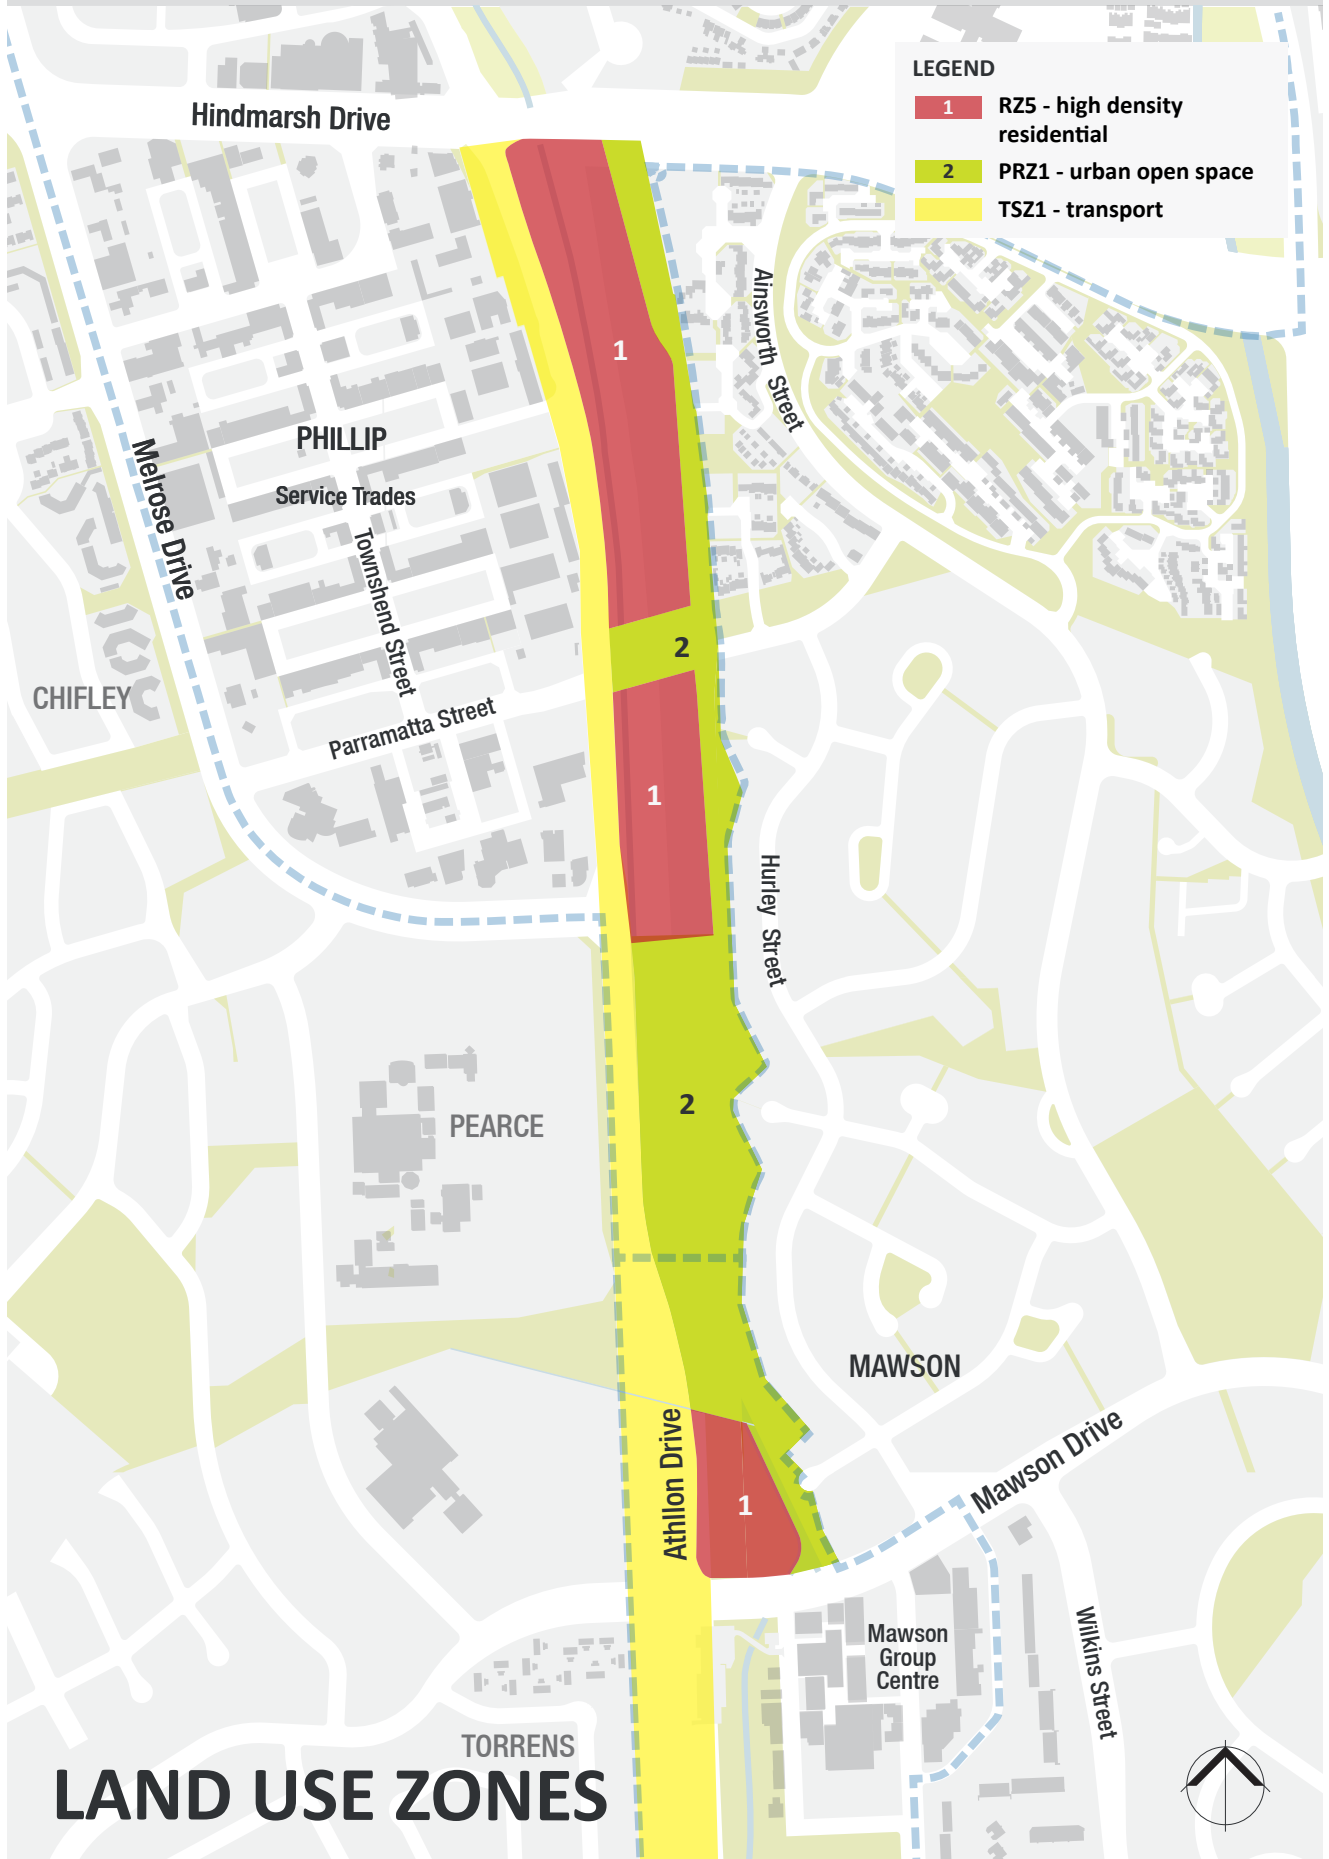 LEGEND
1 RZ5 - high density
residential
2 PRZ1 - urban open space
TSZ1 - transport
Hindmarsh Drive
Ainsworth Street
1
PHILLIP
Melrose Drive
Service Trades
Townshend Street
2
CHIFLEY
Parramatta Street
1
Hurley Street
2
PEARCE
MAWSON
Athllon Drive
Mawson Drive
1
Mawson
Group
Centre
Wilkins Street
TORRENS
LAND USE ZONES